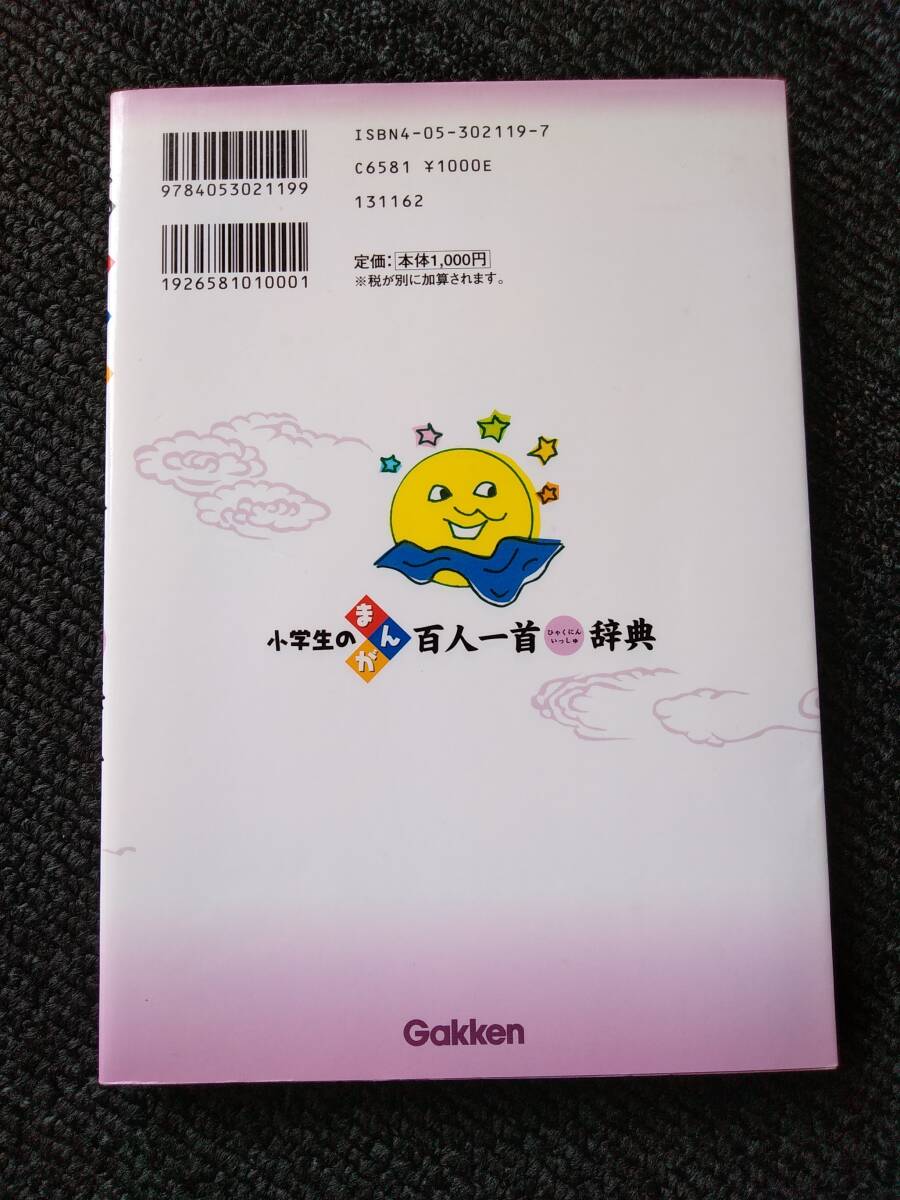 ISBN4-05-302119-7
9784053021199
C6581 ¥1000E
131162
1926581010001
定価：本体1,000円
※税が別に加算されます。
小学生のまんが百人一首辞典
ひゃくにん
いっしゅ
Gakken